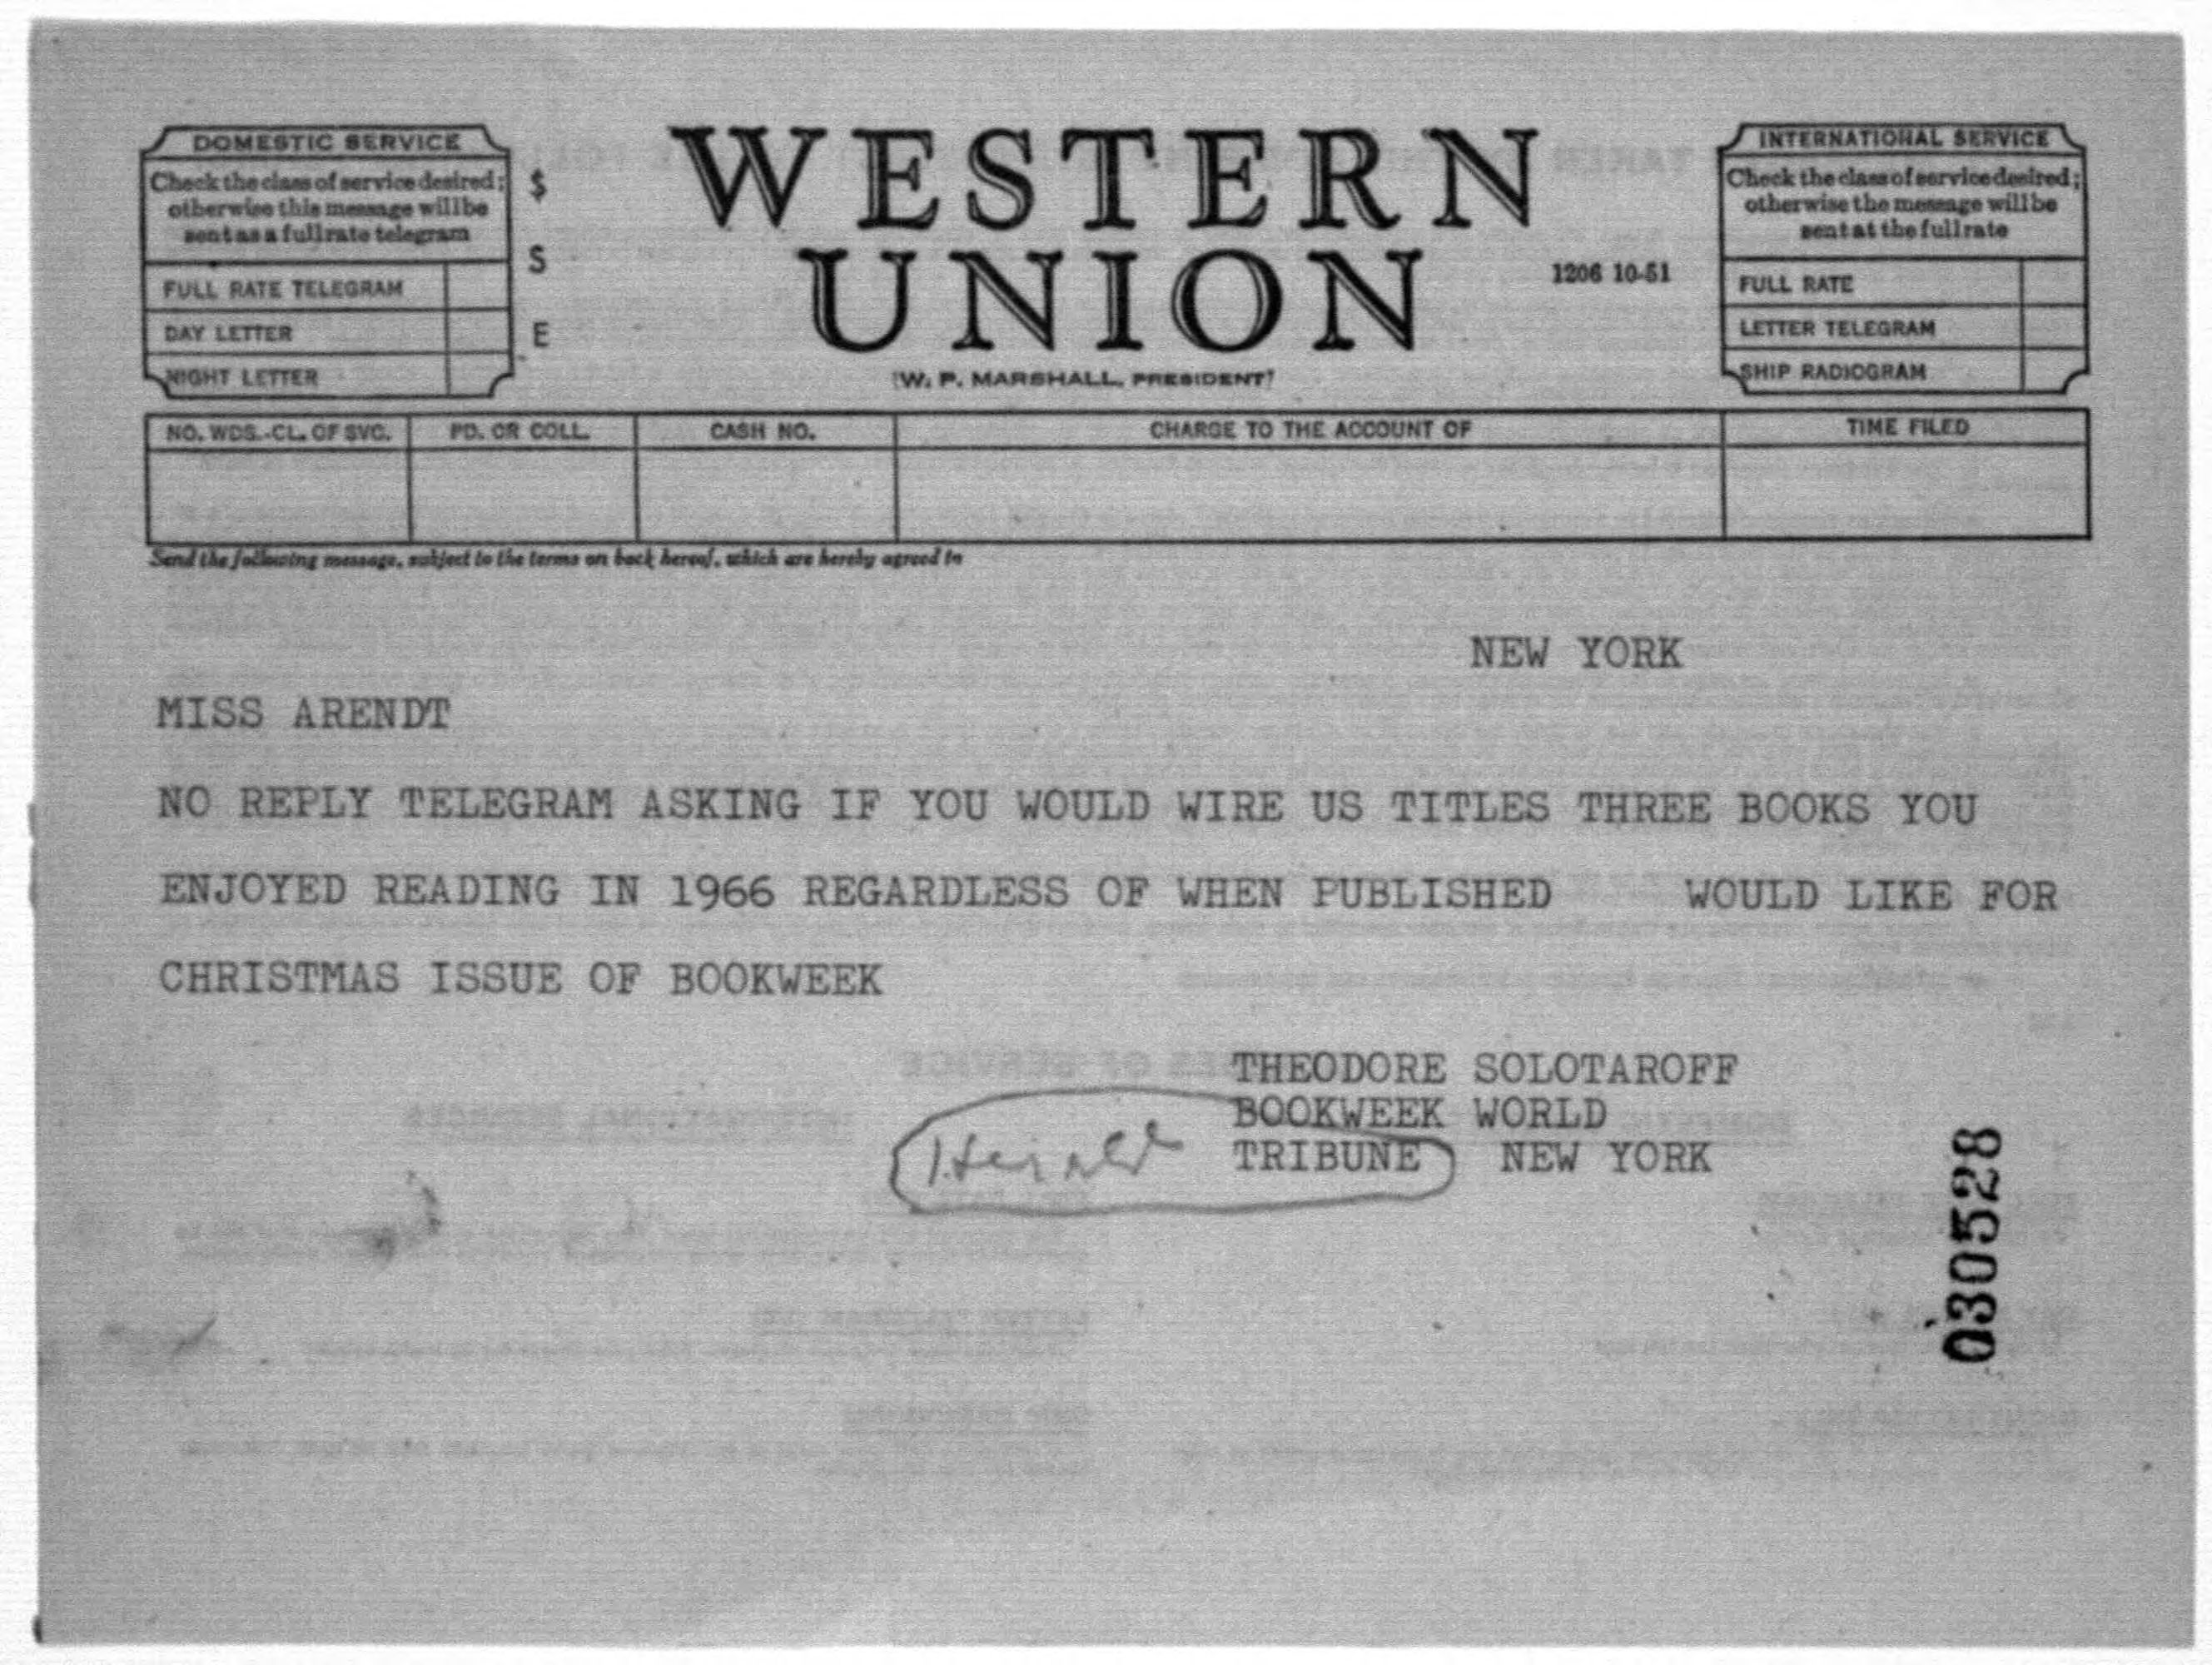 DOMESTIC SERVICE
Check the class of service desired;
otherwise this message will be
sent as a full rate telegram
FULL RATE TELEGRAM
DAY LETTER
NIGHT LETTER
$
S
E
WESTERN
UNION
1206 10-51
W. P. MARSHALL, PRESIDENT
INTERNATIONAL SERVICE
Check the class of service desired;
otherwise the message will be
sent at the full rate
FULL RATE
LETTER TELEGRAM
SHIP RADIOGRAM
NO. WDS.-CL. OF SVC. PD. OR COLL. CASH NO. CHARGE TO THE ACCOUNT OF TIME FILED
Send the following message, subject to the terms on back hereof, which are hereby agreed to
NEW YORK
MISS ARENDT
NO REPLY TELEGRAM ASKING IF YOU WOULD WIRE US TITLES THREE BOOKS YOU
ENJOYED READING IN 1966 REGARDLESS OF WHEN PUBLISHED WOULD LIKE FOR
CHRISTMAS ISSUE OF BOOKWEEK
THEODORE SOLOTAROFF
BOOKWEEK WORLD
Herald TRIBUNE NEW YORK
030528